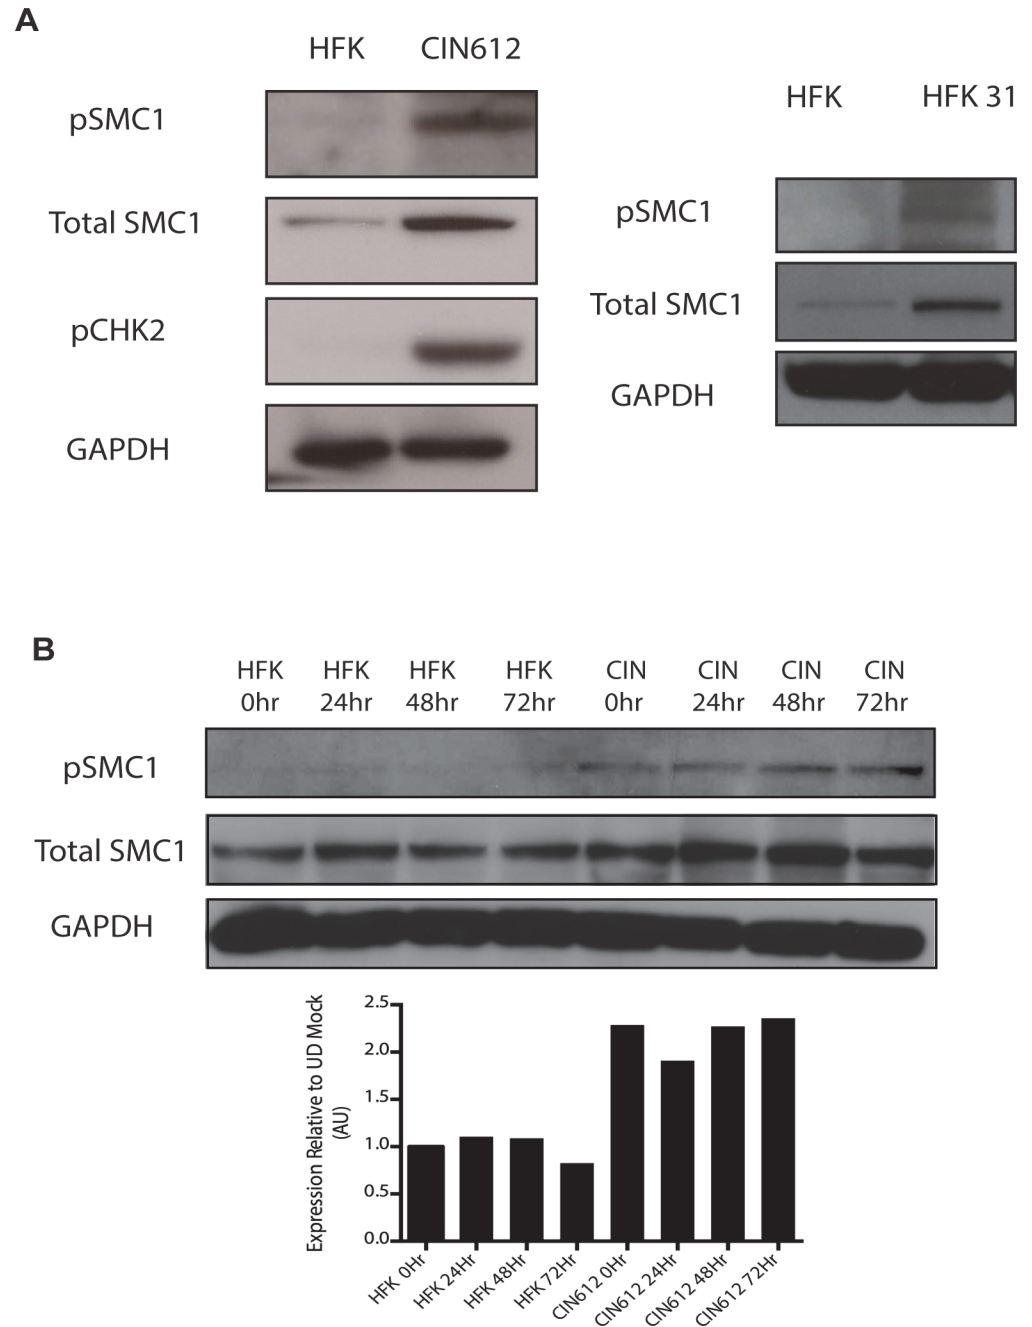 A
HFK CIN612
pSMC1
Total SMC1
pCHK2
GAPDH
HFK HFK 31
pSMC1
Total SMC1
GAPDH
B
HFK HFK HFK HFK CIN CIN CIN CIN
0hr 24hr 48hr 72hr 0hr 24hr 48hr 72hr
pSMC1
Total SMC1
GAPDH
Expression Relative to UD Mock
(AU)
2.5
2.0
1.5
1.0
0.5
0.0
HFK 0Hr
HFK 24Hr
HFK 48Hr
HFK 72Hr
CIN612 0Hr
CIN612 24Hr
CIN612 48Hr
CIN612 72Hr